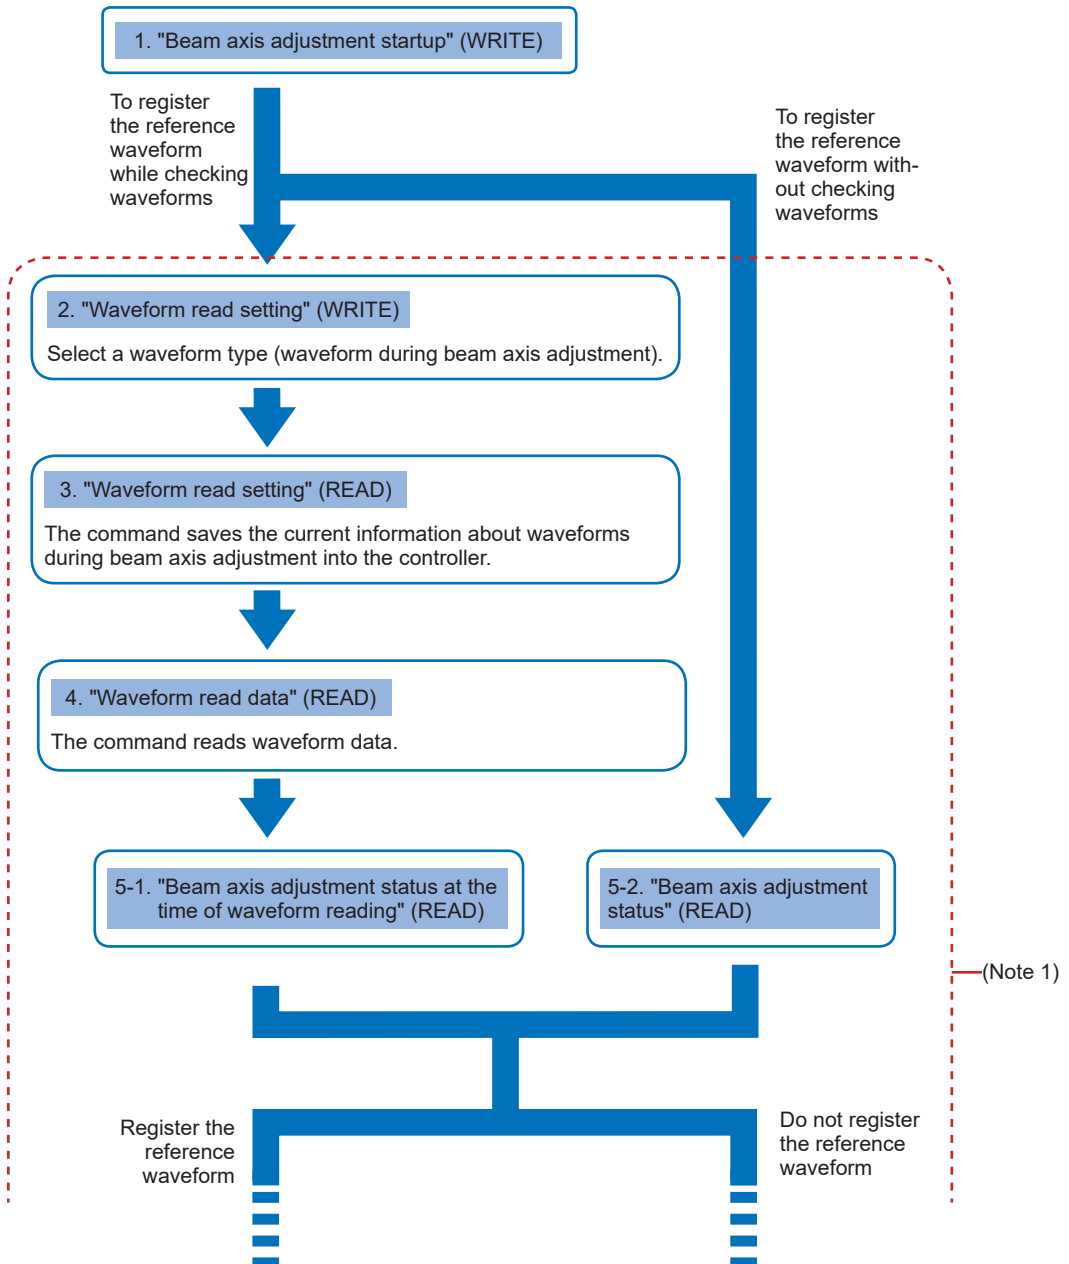 1. "Beam axis adjustment startup" (WRITE)
To register
the reference
waveform
while checking
waveforms
To register
the reference
waveform with-
out checking
waveforms
2. "Waveform read setting" (WRITE)
Select a waveform type (waveform during beam axis adjustment).
3. "Waveform read setting" (READ)
The command saves the current information about waveforms
during beam axis adjustment into the controller.
4. "Waveform read data" (READ)
The command reads waveform data.
5-1. "Beam axis adjustment status at the
time of waveform reading" (READ)
5-2. "Beam axis adjustment
status" (READ)
(Note 1)
Register the
reference
waveform
Do not register
the reference
waveform